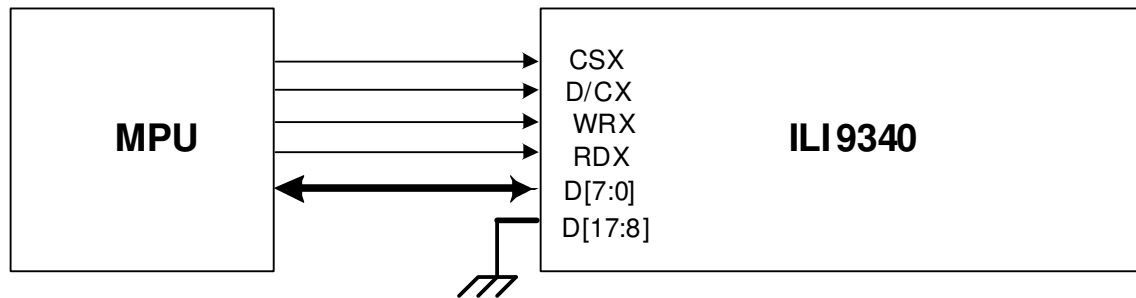 MPU
CSX
D/CX
WRX
RDX
D[7:0]
D[17:8]
ILI9340